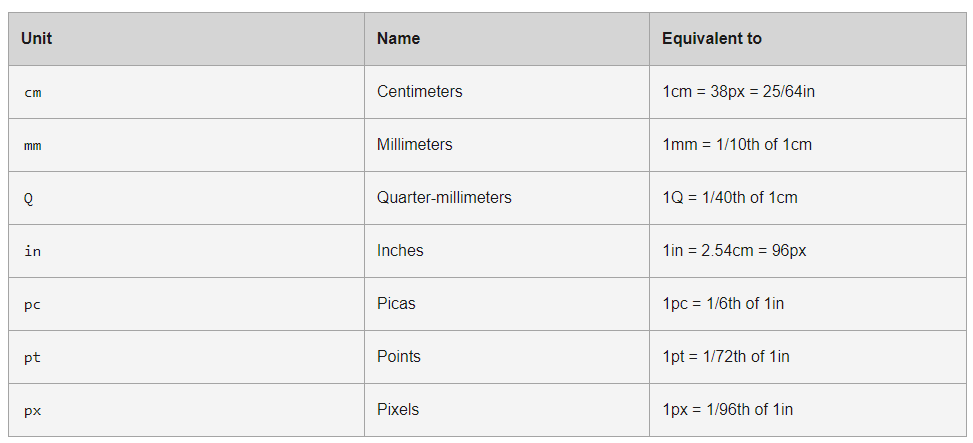 Unit Name Equivalent to
cm Centimeters 1cm = 38px = 25/64in
mm Millimeters 1mm = 1/10th of 1cm
Q Quarter-millimeters 1Q = 1/40th of 1cm
in Inches 1in = 2.54cm = 96px
pc Picas 1pc = 1/6th of 1in
pt Points 1pt = 1/72th of 1in
px Pixels 1px = 1/96th of 1in